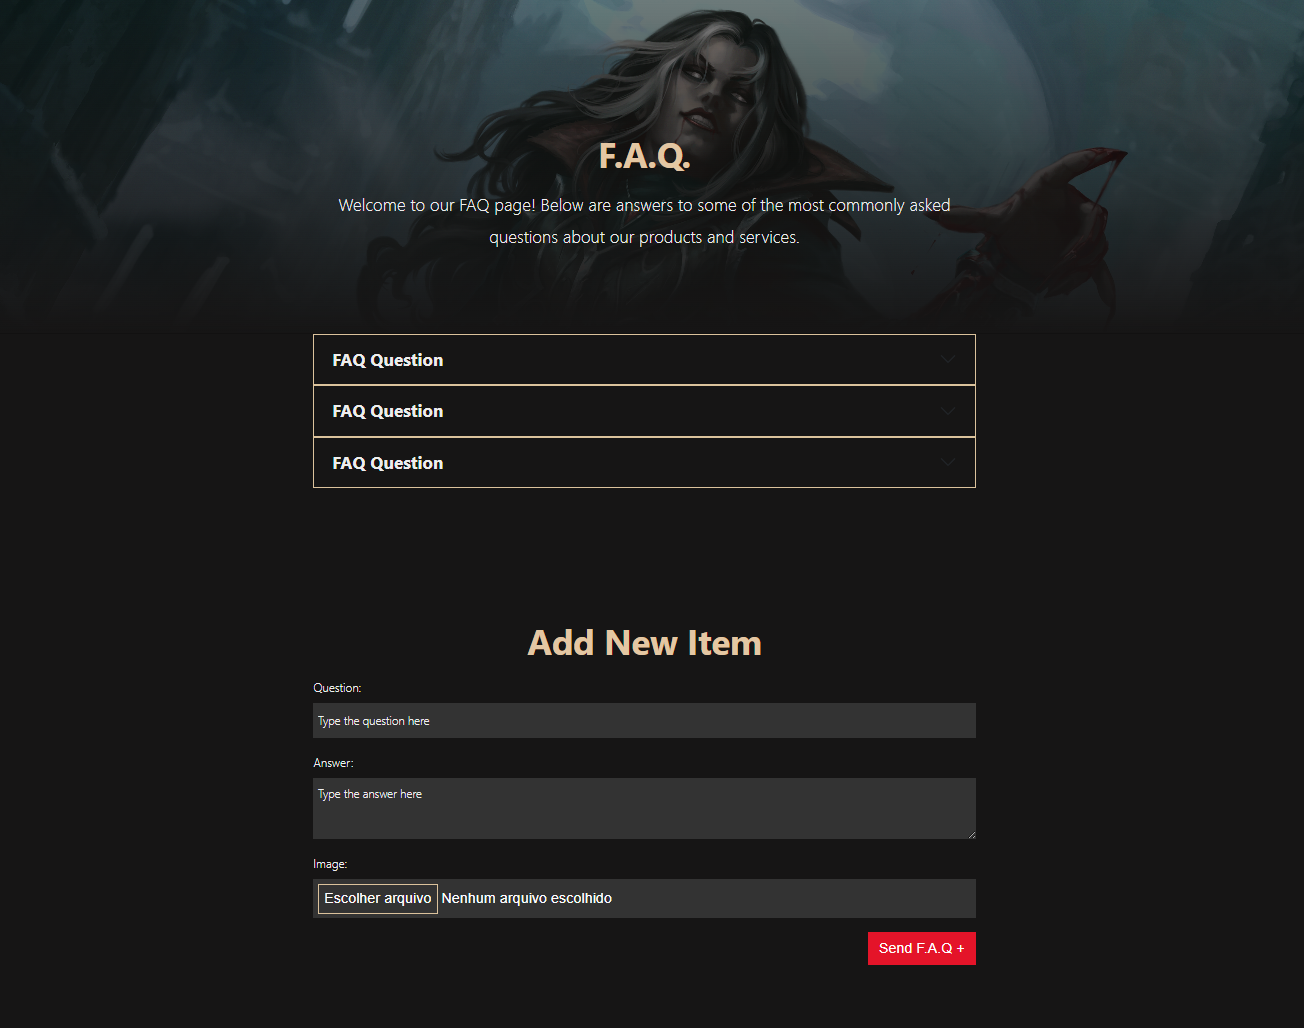 F.A.Q.
Welcome to our FAQ page! Below are answers to some of the most commonly asked
questions about our products and services.
FAQ Question
FAQ Question
FAQ Question
Add New Item
Question:
Type the question here
Answer:
Type the answer here
Image:
Escolher arquivo Nenhum arquivo escolhido
Send F.A.Q +